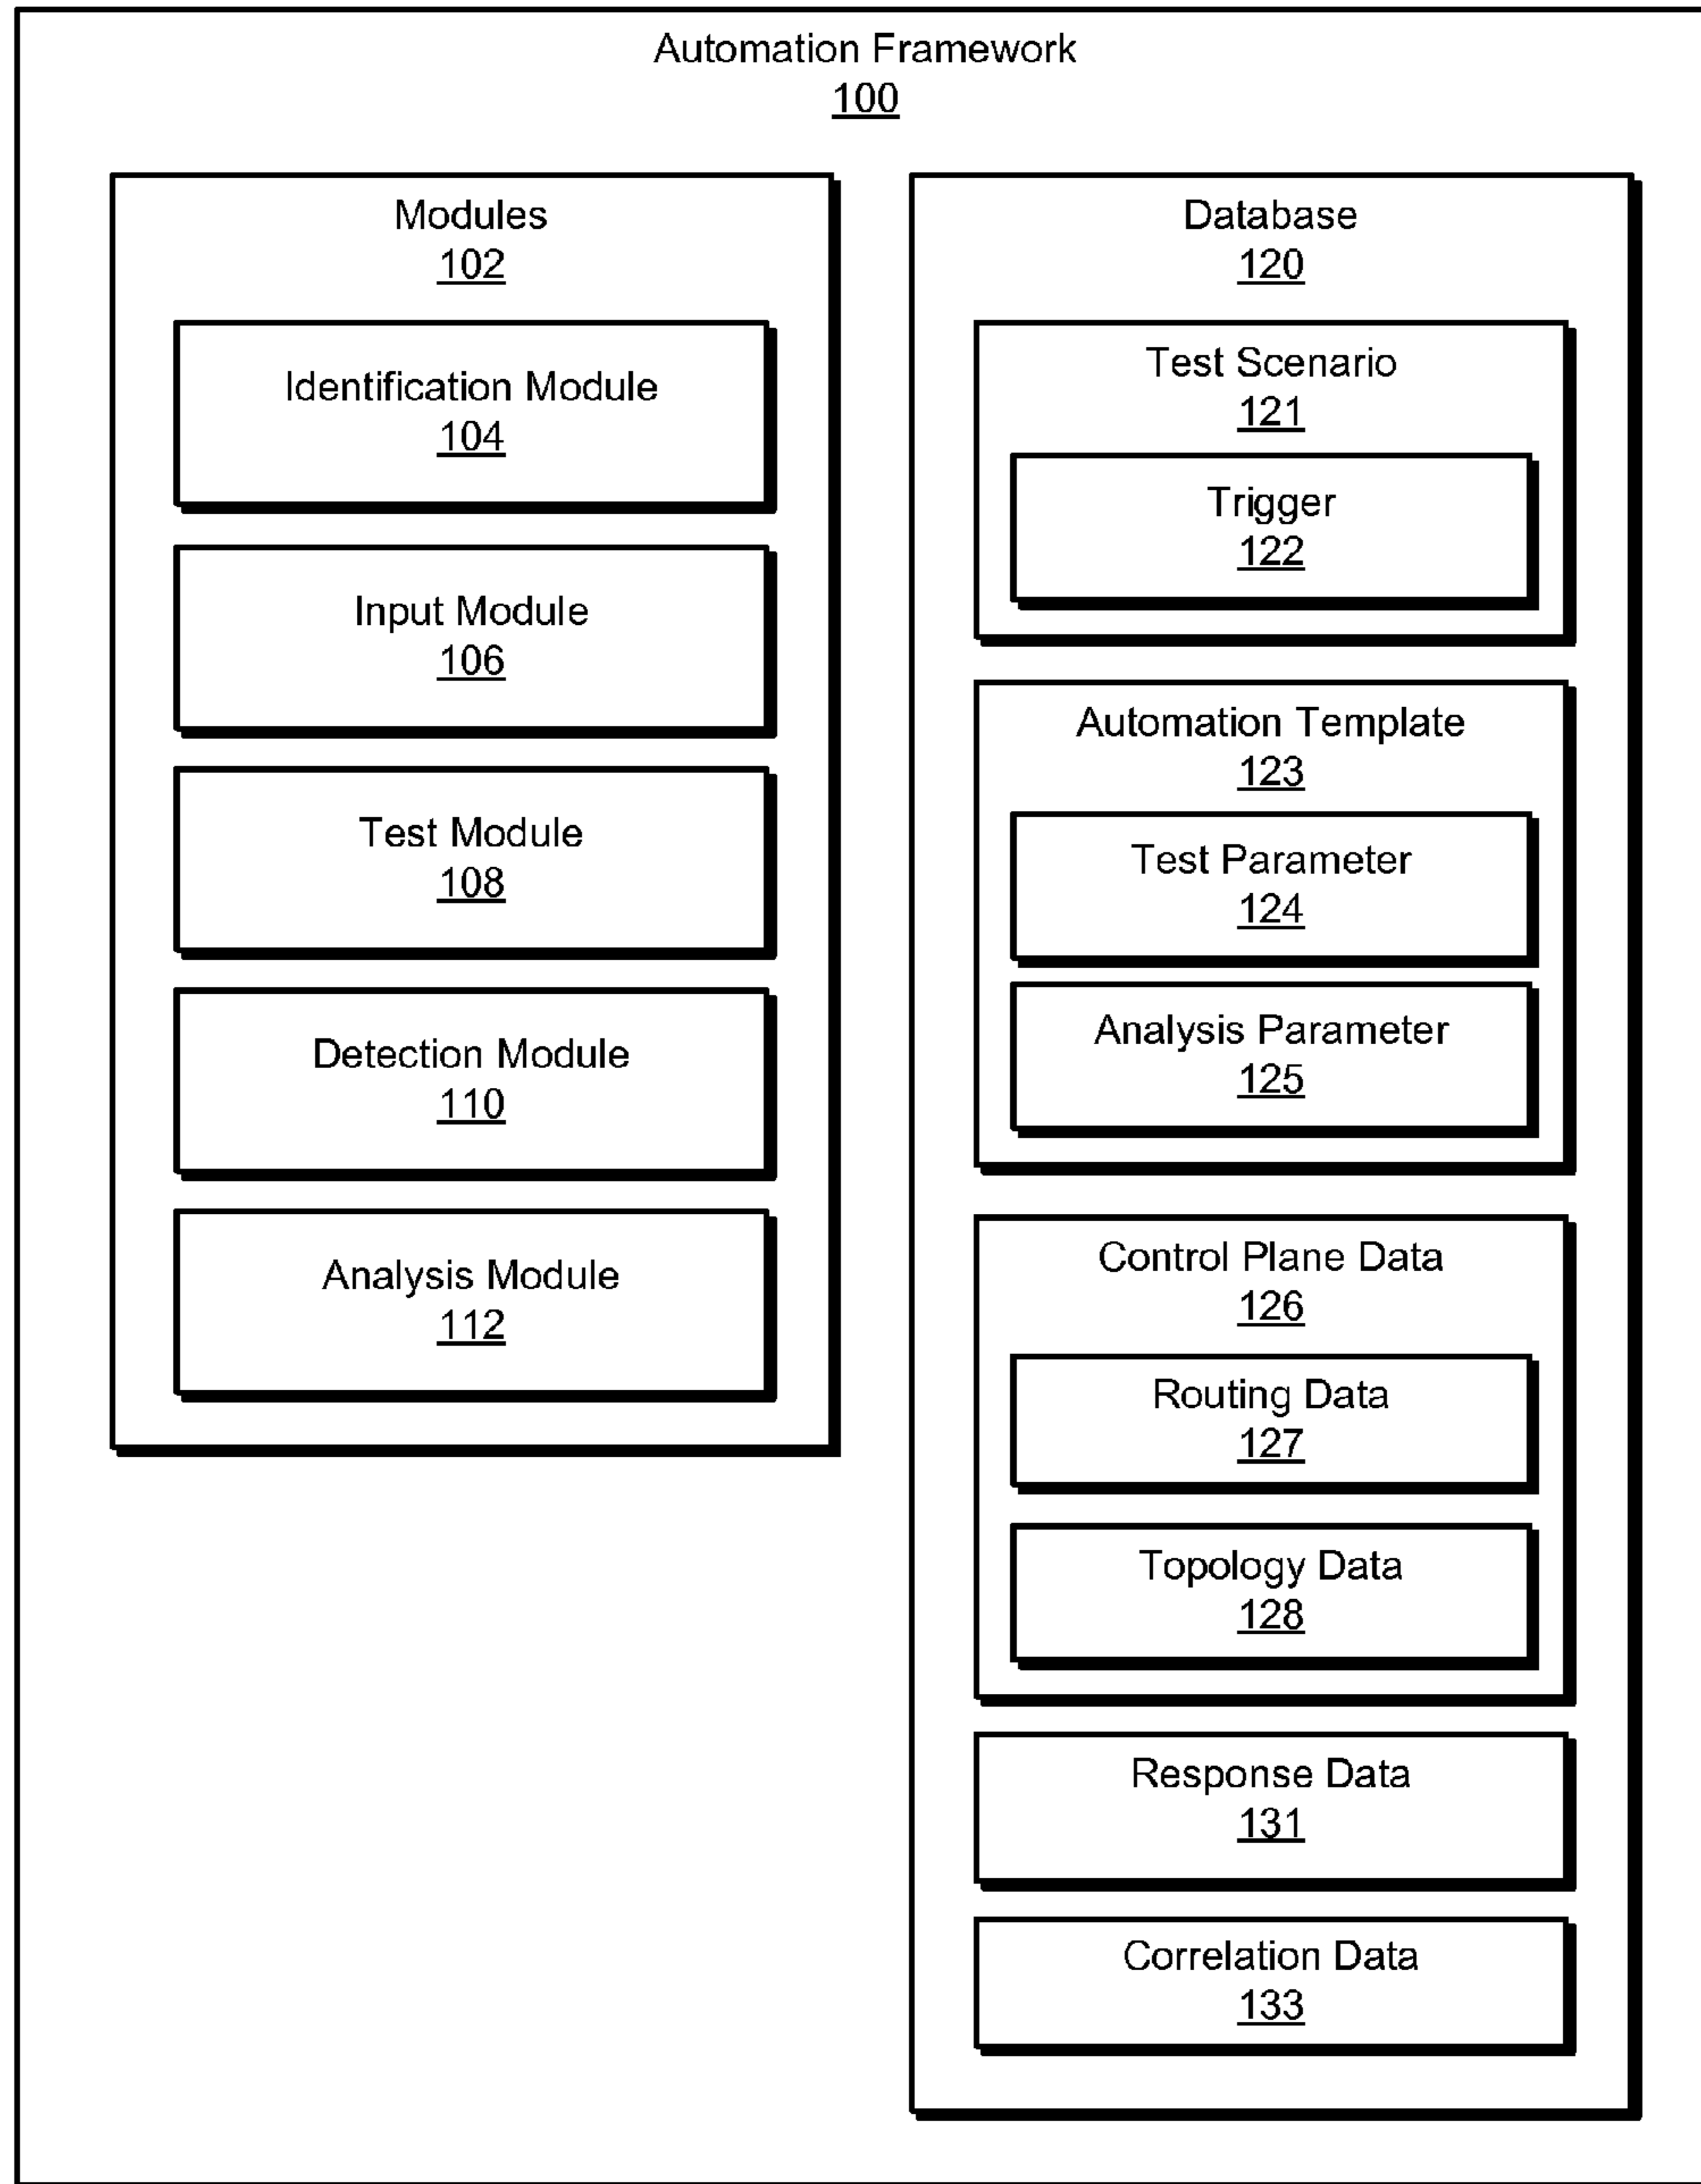 Automation Framework
100
Modules
102
Identification Module
104
Input Module
106
Test Module
108
Detection Module
110
Analysis Module
112
Database
120
Test Scenario
121
Trigger
122
Automation Template
123
Test Parameter
124
Analysis Parameter
125
Control Plane Data
126
Routing Data
127
Topology Data
128
Response Data
131
Correlation Data
133